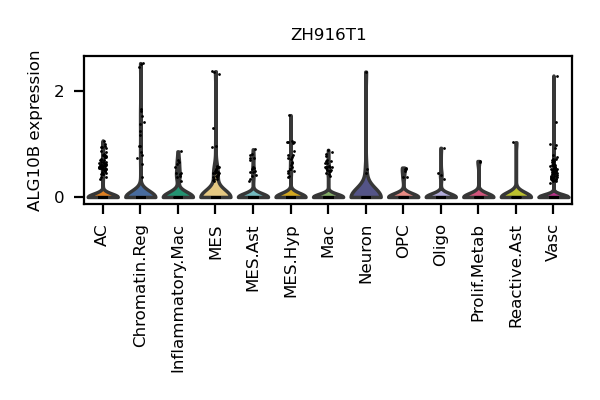 ZH916T1
ALG10B expression
2
0
AC
Chromatin.Reg
Inflammatory.Mac
MES
MES.Ast
MES.Hyp
Mac
Neuron
OPC
Oligo
Prolif.Metab
Reactive.Ast
Vasc